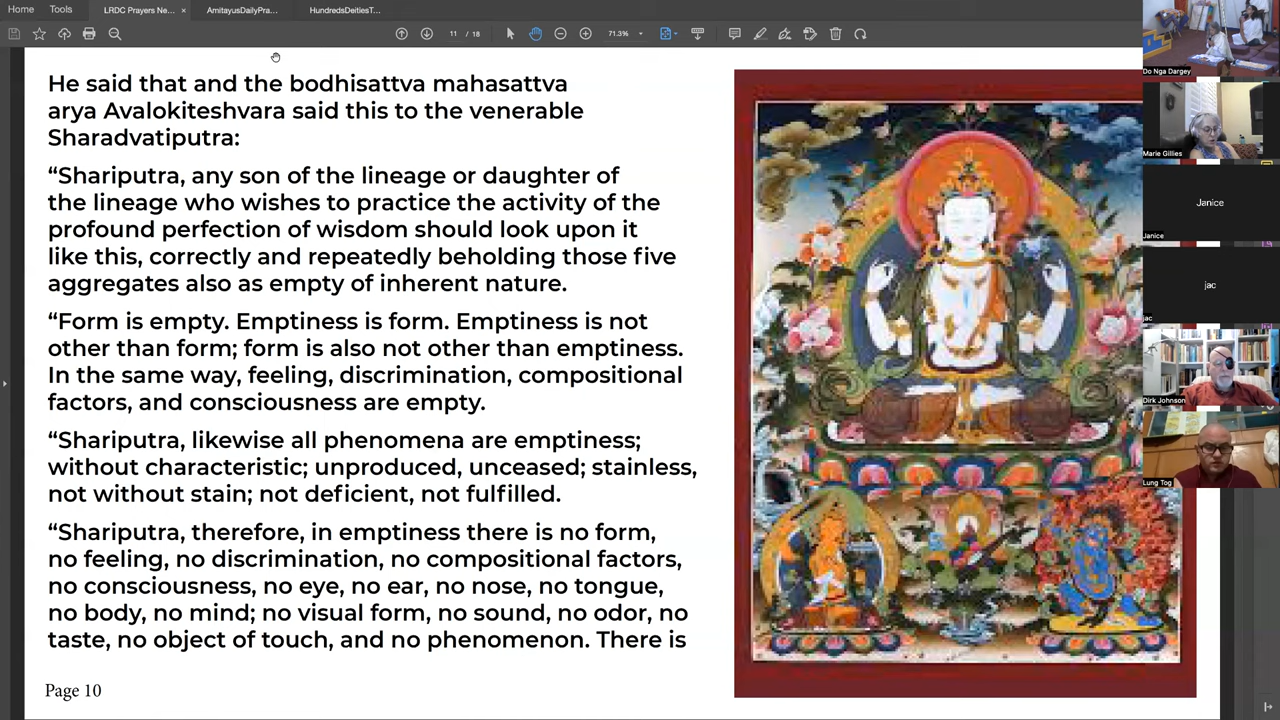 Home
Tools
LRDC Prayers Ne...
×
AmitayusDailyPra...
HundredsDeitiesT...
11 / 18
71.3%
He said that and the bodhisattva mahasattva
arya Avalokiteshvara said this to the venerable
Sharadvatiputra:
“Shariputra, any son of the lineage or daughter of
the lineage who wishes to practice the activity of the
profound perfection of wisdom should look upon it
like this, correctly and repeatedly beholding those five
aggregates also as empty of inherent nature.
“Form is empty. Emptiness is form. Emptiness is not
other than form; form is also not other than emptiness.
In the same way, feeling, discrimination, compositional
factors, and consciousness are empty.
“Shariputra, likewise all phenomena are emptiness;
without characteristic; unproduced, unceased; stainless,
not without stain; not deficient, not fulfilled.
“Shariputra, therefore, in emptiness there is no form,
no feeling, no discrimination, no compositional factors,
no consciousness, no eye, no ear, no nose, no tongue,
no body, no mind; no visual form, no sound, no odor, no
taste, no object of touch, and no phenomenon. There is
Page 10
Do Nga Dargey
Marie Gillies
Janice
Janice
jac
jac
Dirk Johnson
Lung Tog